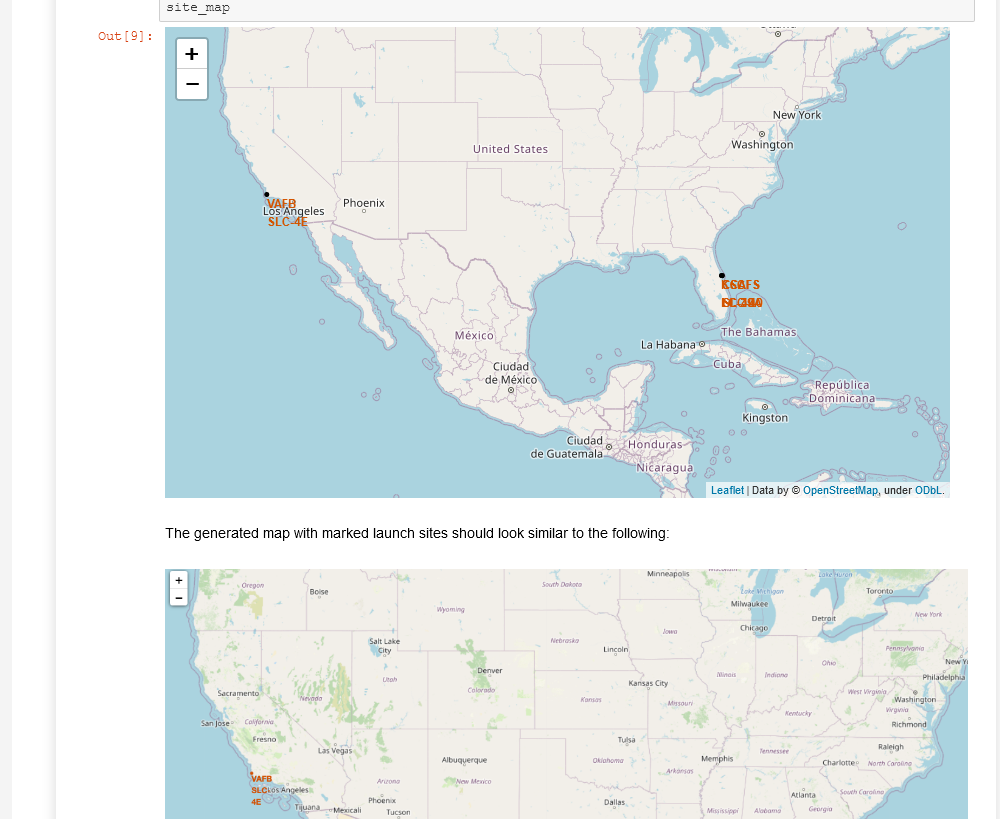 site_map
Out[9]:
+
−
New York
Washington
United States
Phoenix
VAFB
Los Angeles
SLC-4E
The Bahamas
La Habana
México
Cuba
Ciudad
de México
República
Dominicana
Kingston
Ciudad
de Guatemala
Honduras
Nicaragua
Leaflet | Data by © OpenStreetMap, under ODbL.
The generated map with marked launch sites should look similar to the following:
+
−
Oregon
Boise
South Dakota
Minneapolis
Lake Huron
Toronto
Lake Michigan
Wyoming
Milwaukee
Detroit
New York
Chicago
Iowa
Salt Lake
City
Nebraska
Lincoln
Pennsylvania
Denver
Ohio
Utah
Illinois
Indiana
Philadelphia
Colorado
Kansas City
Sacramento
Nevada
Kansas
Missouri
West Virginia
Washington
San Jose
California
Kentucky
Virginia
Richmond
Fresno
Las Vegas
Tulsa
Raleigh
Albuquerque
Oklahoma
Memphis
Tennessee
Charlotte
North Carolina
VAFB
Arizona
New Mexico
Arkansas
SLC-
Los Angeles
4E
Phoenix
Dallas
Atlanta
South Carolina
Tijuana
Mexicali
Tucson
Mississippi
Alabama
Georgia